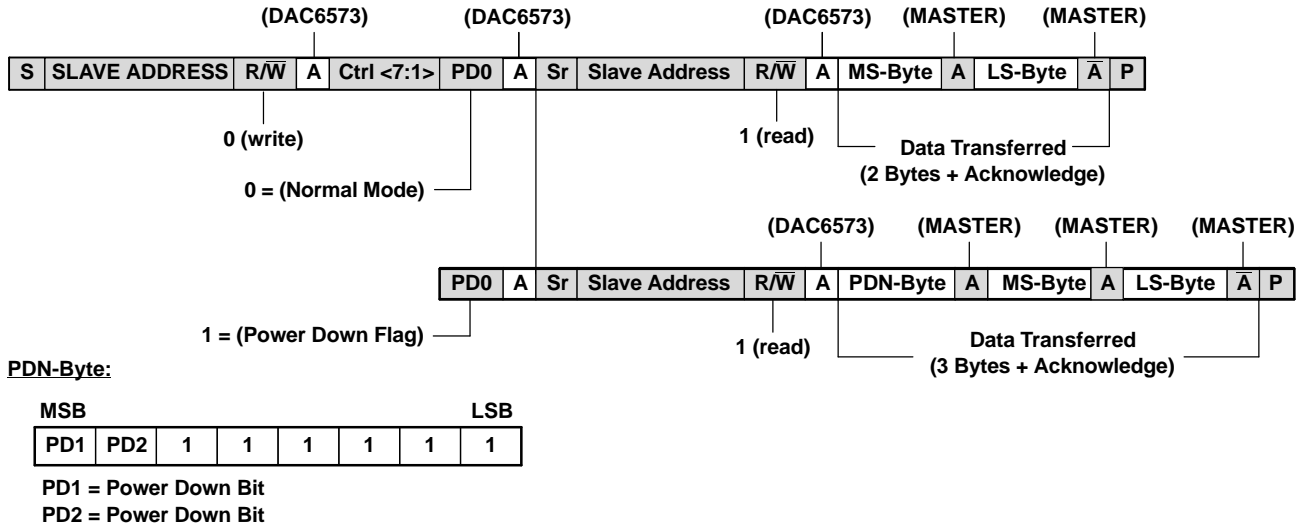 (DAC6573) (DAC6573) (DAC6573) (MASTER) (MASTER)
S SLAVE ADDRESS R/W̅ A Ctrl <7:1> PD0 A Sr Slave Address R/W̅ A MS-Byte A LS-Byte A̅ P
0 (write) 1 (read) Data Transferred
(2 Bytes + Acknowledge)
0 = (Normal Mode)
(DAC6573) (MASTER) (MASTER) (MASTER)
PD0 A Sr Slave Address R/W̅ A PDN-Byte A MS-Byte A LS-Byte A̅ P
1 = (Power Down Flag) 1 (read) Data Transferred
(3 Bytes + Acknowledge)
PDN-Byte:
MSB LSB
PD1 PD2 1 1 1 1 1 1
PD1 = Power Down Bit
PD2 = Power Down Bit